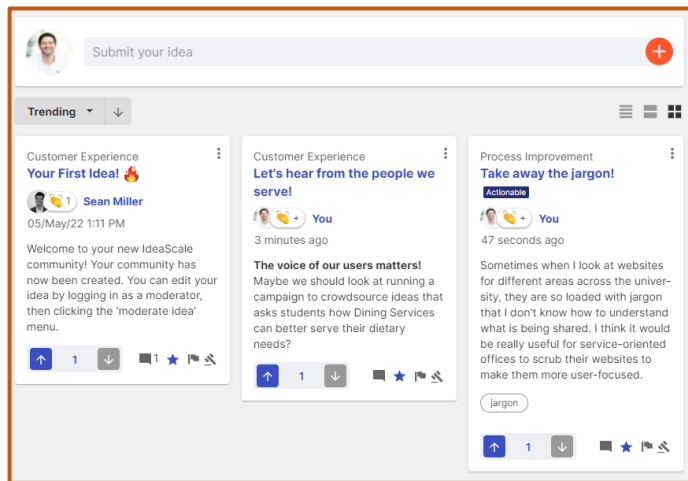 Submit your idea
Trending
Customer Experience
Your First Idea! 🔥
👏 1 Sean Miller
05/May/22 1:11 PM
Welcome to your new IdeaScale
community! Your community has
now been created. You can edit your
idea by logging in as a moderator,
then clicking the 'moderate idea'
menu.
1
1
Customer Experience
Let's hear from the people we
serve!
👏 + You
3 minutes ago
The voice of our users matters!
Maybe we should look at running a
campaign to crowdsource ideas that
asks students how Dining Services
can better serve their dietary
needs?
1
Process Improvement
Take away the jargon!
Actionable
👏 + You
47 seconds ago
Sometimes when I look at websites
for different areas across the univer-
sity, they are so loaded with jargon
that I don't know how to understand
what is being shared. I think it would
be really useful for service-oriented
offices to scrub their websites to
make them more user-focused.
jargon
1